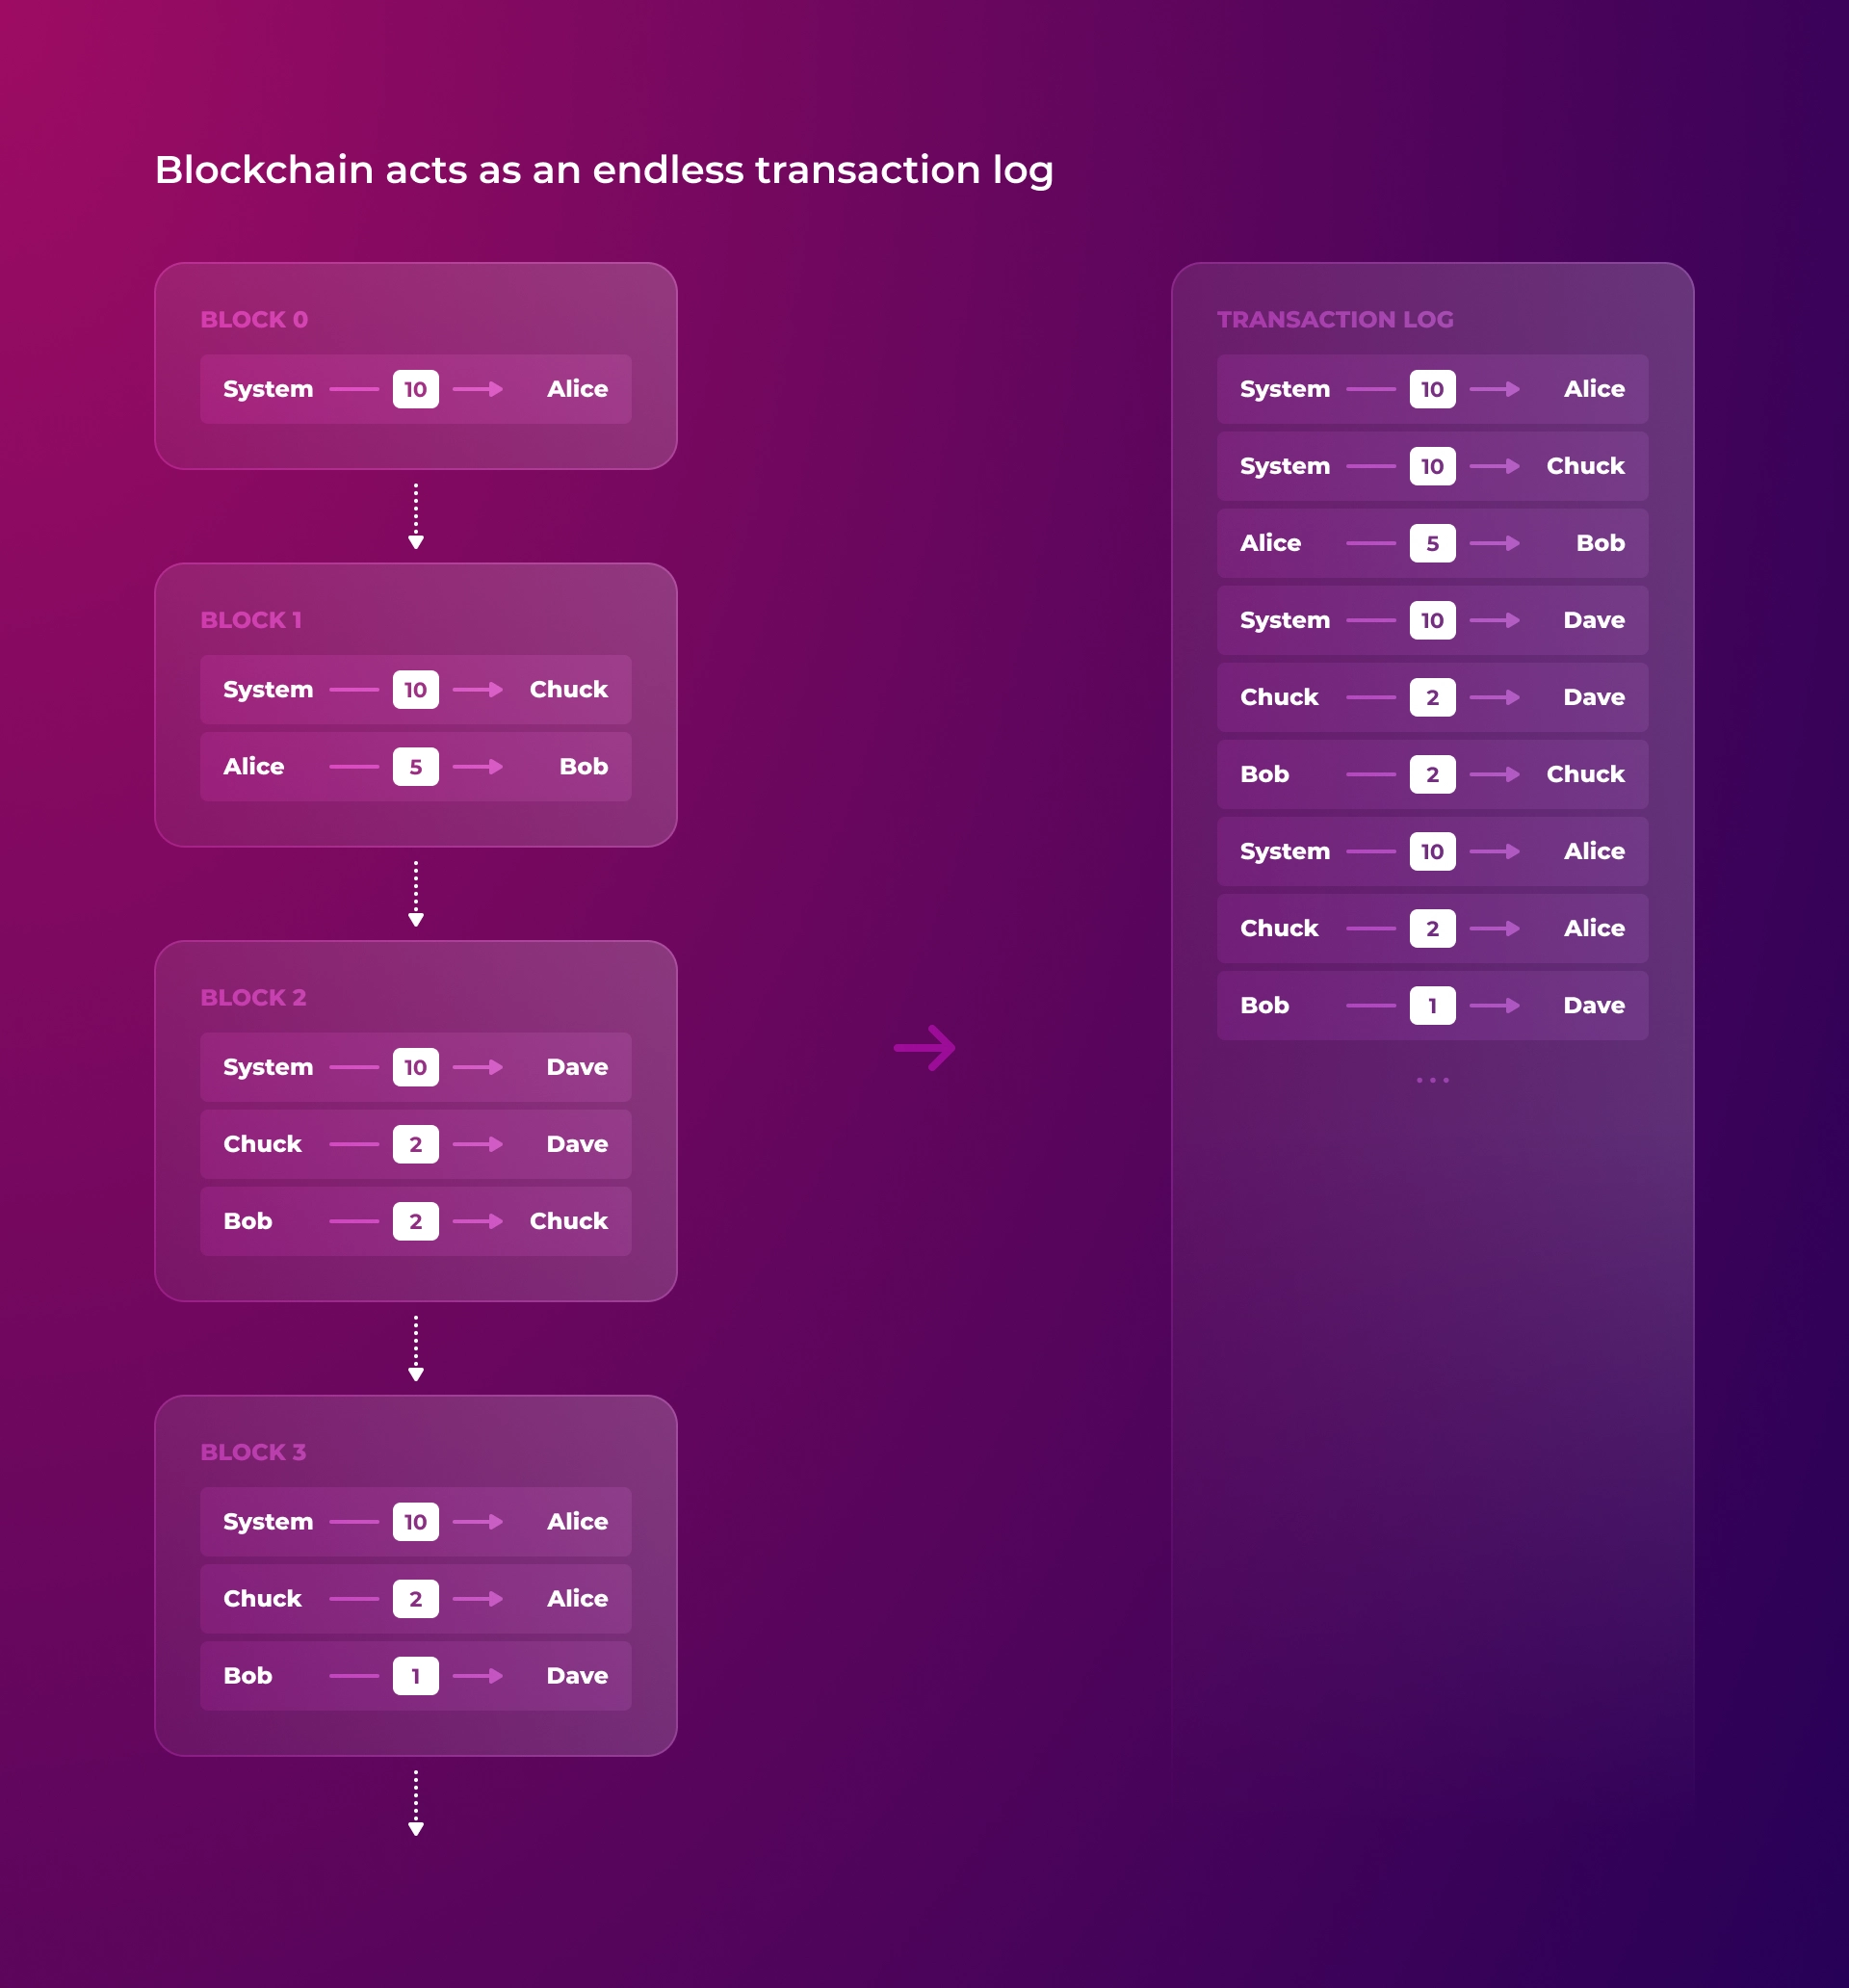 Blockchain acts as an endless transaction log
BLOCK 0
System 10 Alice
BLOCK 1
System 10 Chuck
Alice 5 Bob
BLOCK 2
System 10 Dave
Chuck 2 Dave
Bob 2 Chuck
BLOCK 3
System 10 Alice
Chuck 2 Alice
Bob 1 Dave
TRANSACTION LOG
System 10 Alice
System 10 Chuck
Alice 5 Bob
System 10 Dave
Chuck 2 Dave
Bob 2 Chuck
System 10 Alice
Chuck 2 Alice
Bob 1 Dave
...